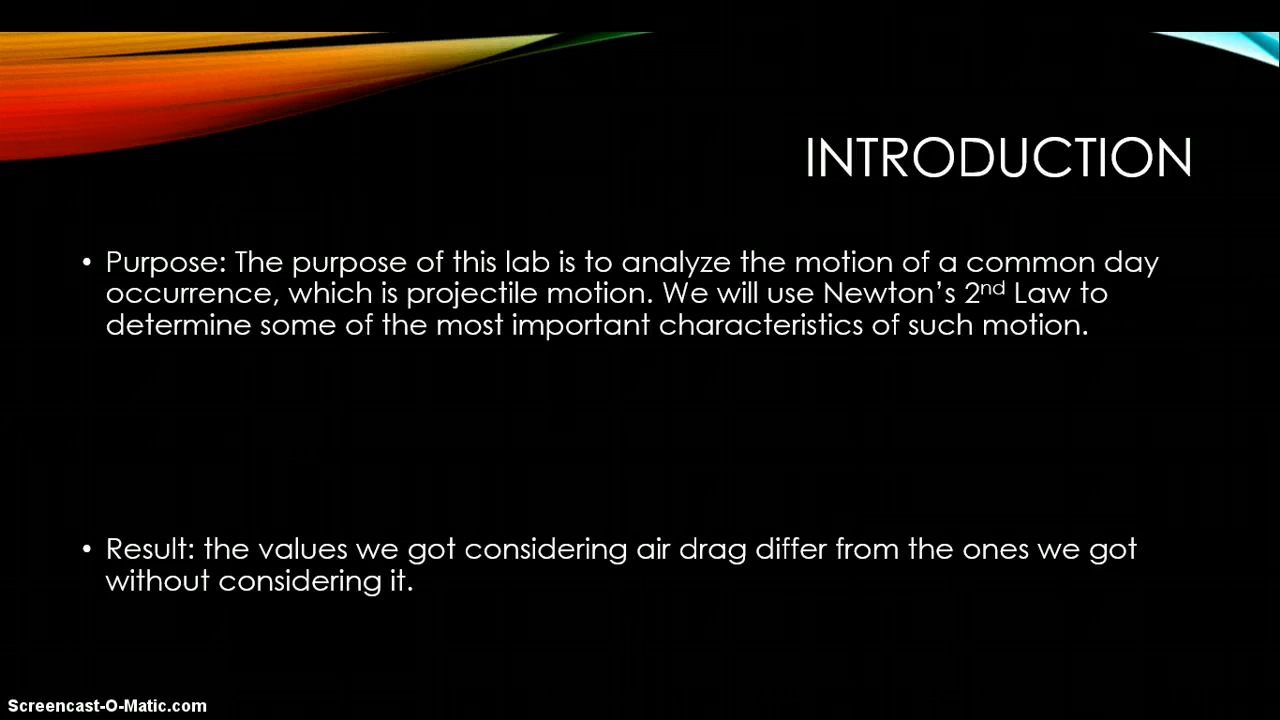 INTRODUCTION
• Purpose: The purpose of this lab is to analyze the motion of a common day
occurrence, which is projectile motion. We will use Newton’s 2nd Law to
determine some of the most important characteristics of such motion.
• Result: the values we got considering air drag differ from the ones we got
without considering it.
Screencast-O-Matic.com